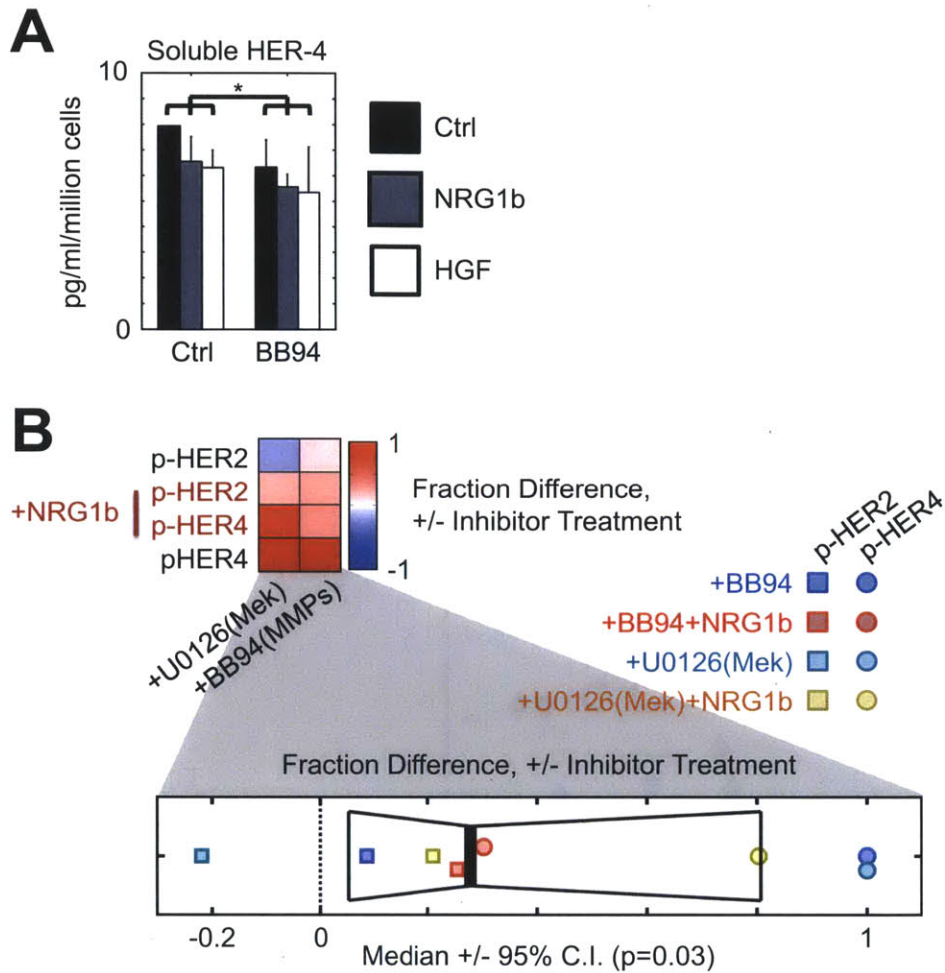 A
Soluble HER-4
10
*
pg/ml/million cells
0
Ctrl
BB94
Ctrl
NRG1b
HGF
B
p-HER2
+NRG1b
p-HER2
p-HER4
pHER4
1
-1
Fraction Difference,
+/- Inhibitor Treatment
+U0126(Mek)
+BB94(MMPs)
p-HER2
p-HER4
+BB94
+BB94+NRG1b
+U0126(Mek)
+U0126(Mek)+NRG1b
Fraction Difference, +/- Inhibitor Treatment
-0.2
0
1
Median +/- 95% C.I. (p=0.03)